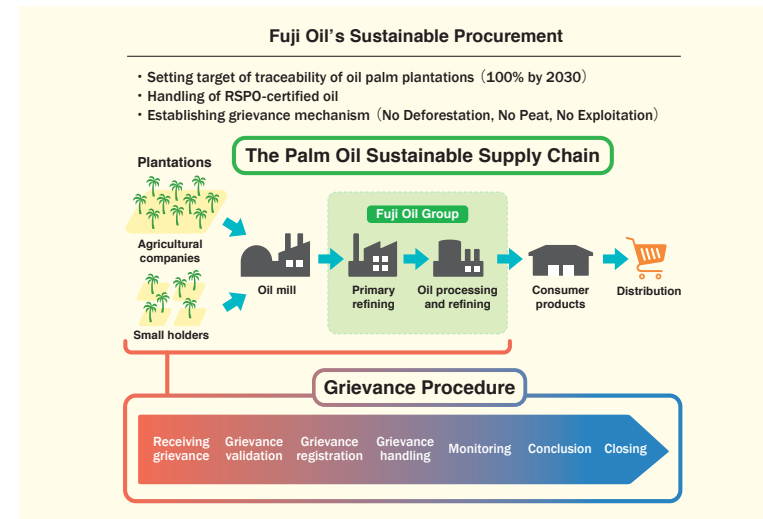 Fuji Oil's Sustainable Procurement
・Setting target of traceability of oil palm plantations（100% by 2030）
・Handling of RSPO-certified oil
・Establishing grievance mechanism（No Deforestation, No Peat, No Exploitation）
The Palm Oil Sustainable Supply Chain
Plantations
Agricultural
companies
Small holders
Oil mill
Fuji Oil Group
Primary
refining
Oil processing
and refining
Consumer
products
Distribution
Grievance Procedure
Receiving
grievance
Grievance
validation
Grievance
registration
Grievance
handling
Monitoring
Conclusion
Closing